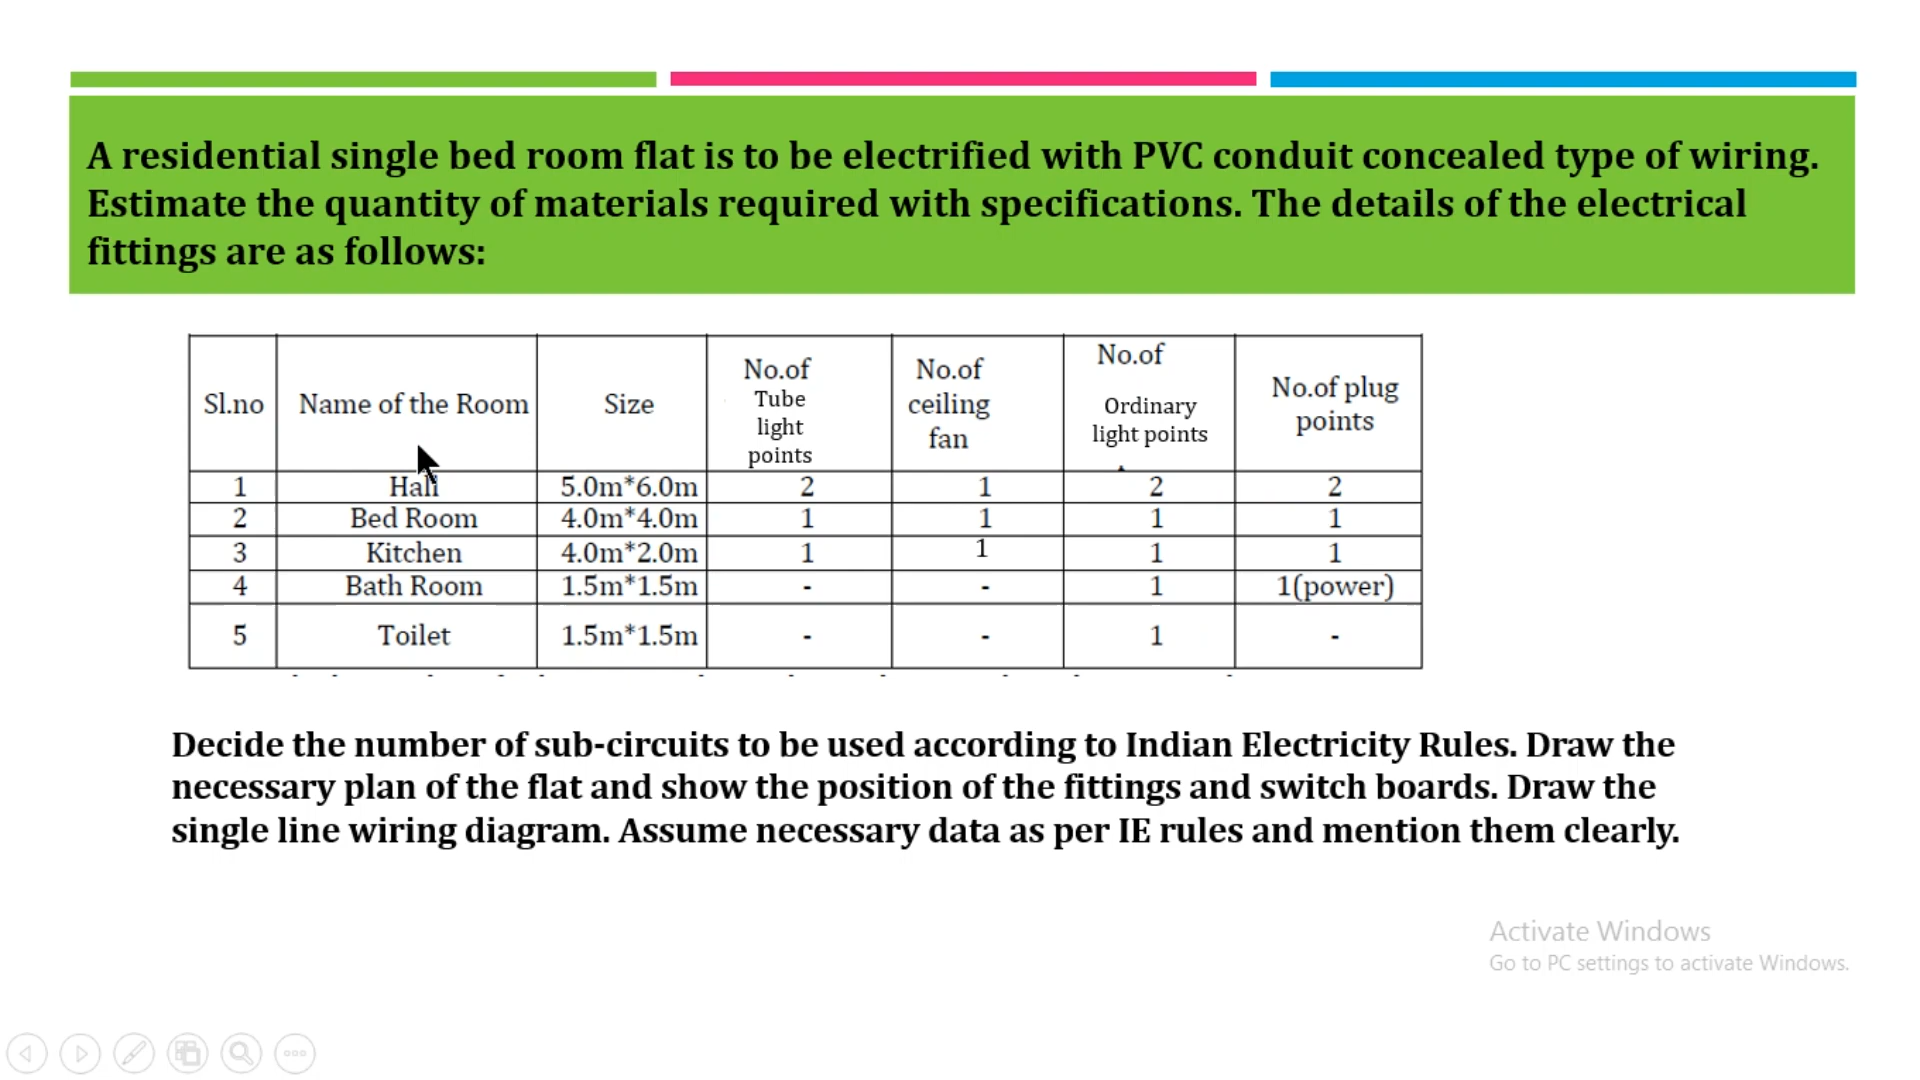 A residential single bed room flat is to be electrified with PVC conduit concealed type of wiring.
Estimate the quantity of materials required with specifications. The details of the electrical
fittings are as follows:
Sl.no Name of the Room Size No.of Tube light points No.of ceiling fan No.of Ordinary light points No.of plug points
1 Hall 5.0m*6.0m 2 1 2 2
2 Bed Room 4.0m*4.0m 1 1 1 1
3 Kitchen 4.0m*2.0m 1 1 1 1
4 Bath Room 1.5m*1.5m - - 1 1(power)
5 Toilet 1.5m*1.5m - - 1 -
Decide the number of sub-circuits to be used according to Indian Electricity Rules. Draw the
necessary plan of the flat and show the position of the fittings and switch boards. Draw the
single line wiring diagram. Assume necessary data as per IE rules and mention them clearly.
Activate Windows
Go to PC settings to activate Windows.